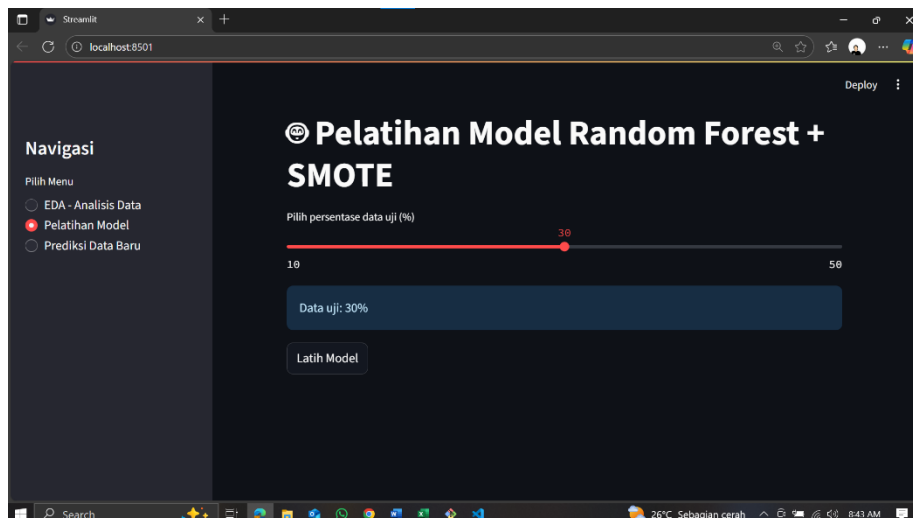 Streamlit
localhost:8501
Deploy
Navigasi
Pilih Menu
EDA - Analisis Data
Pelatihan Model
Prediksi Data Baru
Pelatihan Model Random Forest +
SMOTE
Pilih persentase data uji (%)
30
10 50
Data uji: 30%
Latih Model
Search
26°C Sebagian cerah 8:43 AM